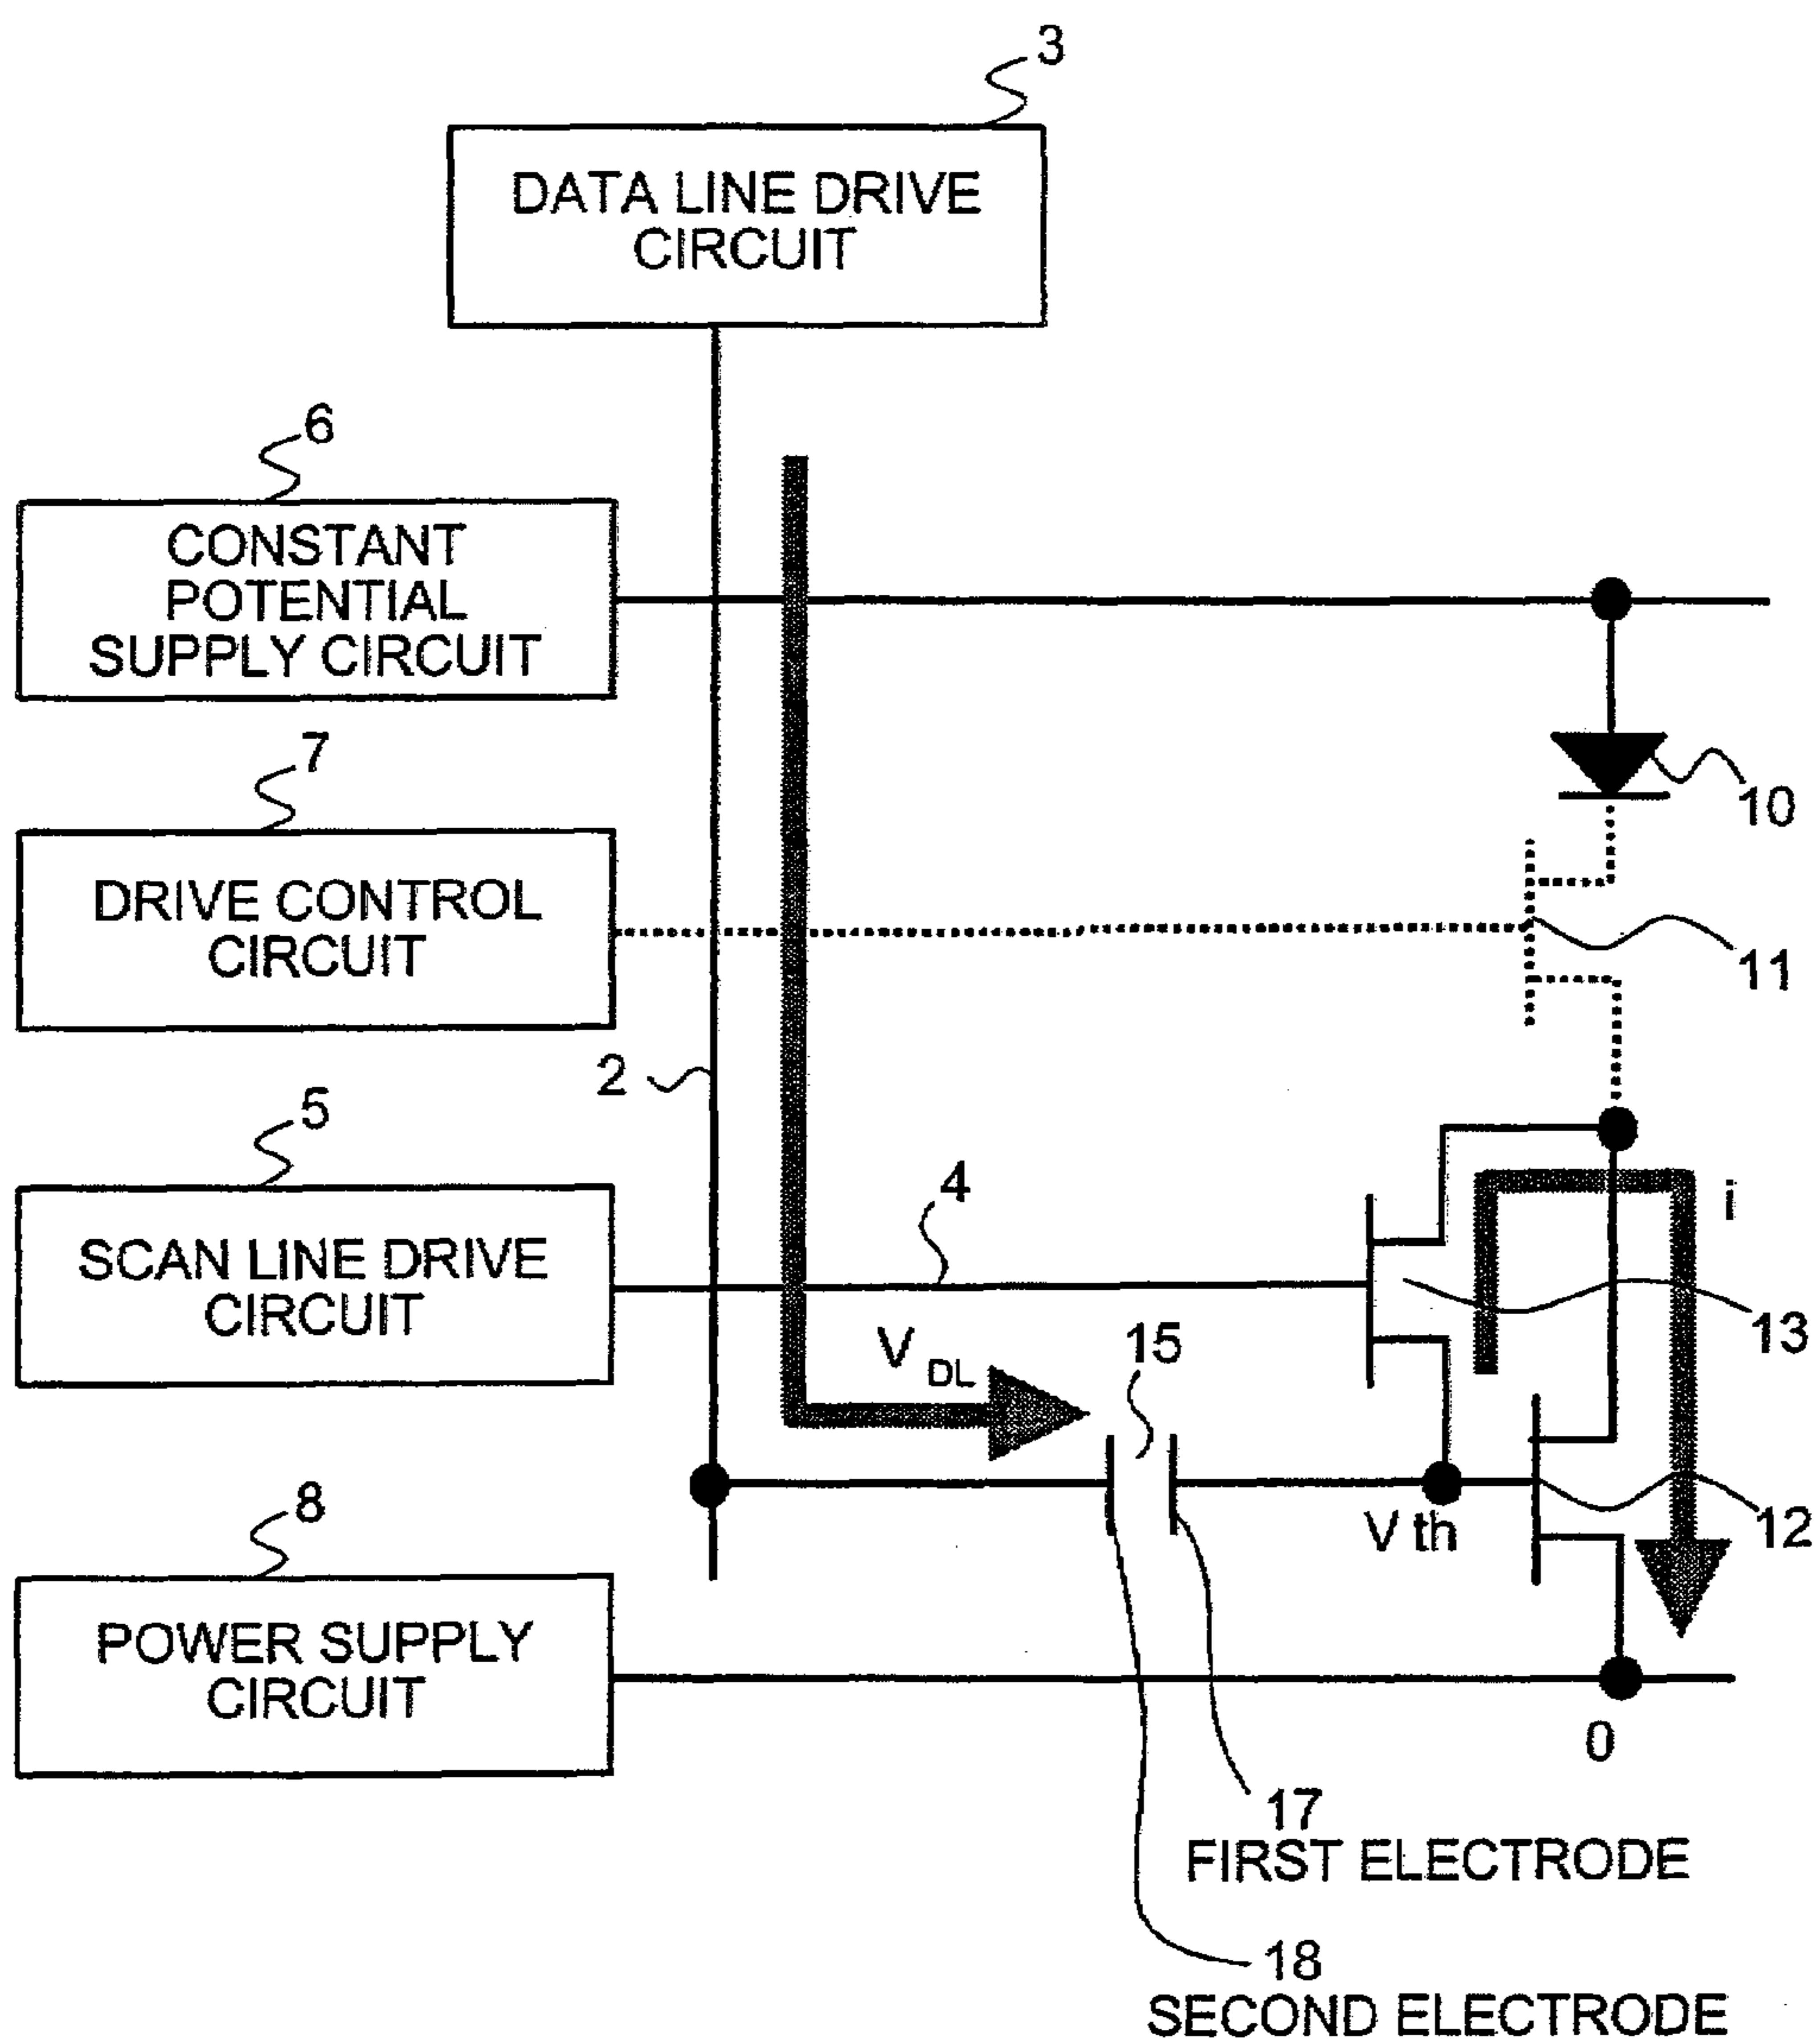 3
DATA LINE DRIVE
CIRCUIT
6
CONSTANT
POTENTIAL
SUPPLY CIRCUIT
10
7
DRIVE CONTROL
CIRCUIT
11
2
5
SCAN LINE DRIVE
CIRCUIT
4
i
13
V DL
15
V th
12
8
POWER SUPPLY
CIRCUIT
0
17
FIRST ELECTRODE
18
SECOND ELECTRODE